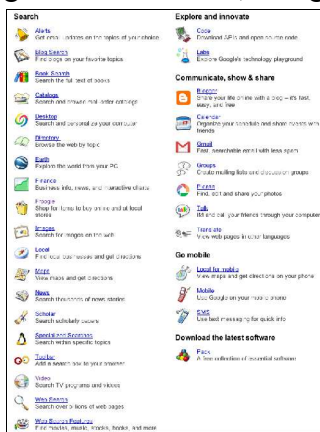 Search
Alerts
Get email updates on the topics of your choice
Blog Search
Find blogs on your favorite topics
Book Search
Search the full text of books
Catalogs
Search and browse mail-order catalogs
Desktop
Search and personalize your computer
Directory
Browse the web by topic
Earth
Explore the world from your PC
Finance
Business info, news, and interactive charts
Froogle
Shop for items to buy online and at local
stores
Images
Search for images on the web
Local
Find local businesses and get directions
Maps
View maps and get directions
News
Search thousands of news stories
Scholar
Search scholarly papers
Specialized Searches
Search within specific topics
Toolbar
Add a search box to your browser
Video
Search TV programs and videos
Web Search
Search over billions of web pages
Web Search Features
Find movies, music, stocks, books, and more
Explore and innovate
Code
Download APIs and open source code
Labs
Explore Google's technology playground
Communicate, show & share
Blogger
Share your life online with a blog – it's fast,
easy, and free
Calendar
Organize your schedule and share events with
friends
Gmail
Fast, searchable email with less spam
Groups
Create mailing lists and discussion groups
Picasa
Find, edit and share your photos
Talk
IM and call your friends through your computer
Translate
View web pages in other languages
Go mobile
Local for mobile
View maps and get directions on your phone
Mobile
Use Google on your mobile phone
SMS
Use text messaging for quick info
Download the latest software
Pack
A free collection of essential software